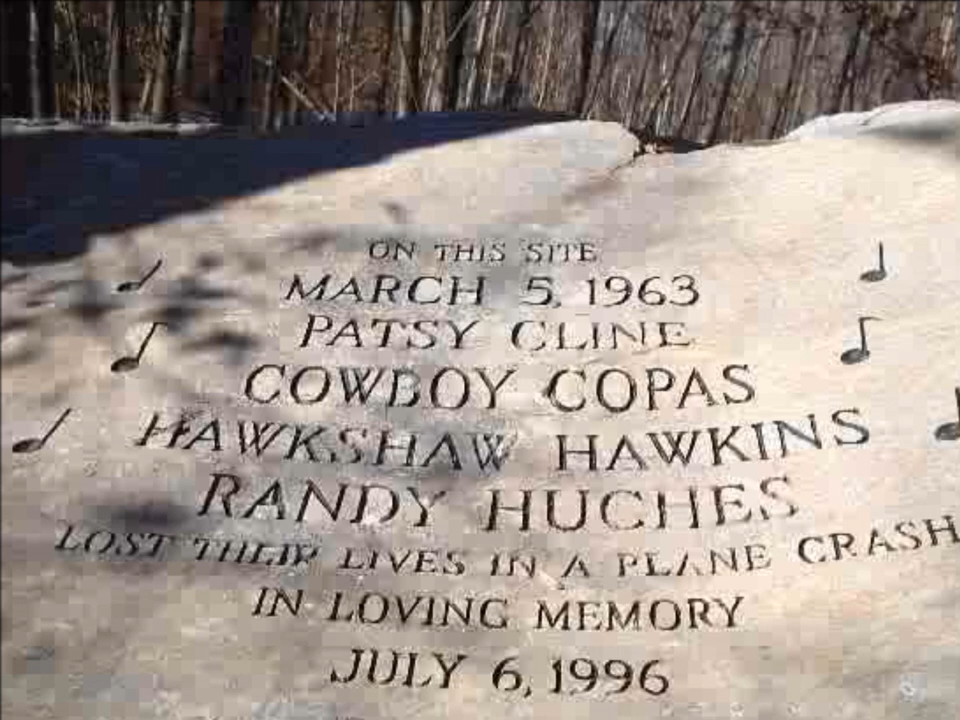 ON THIS SITE
MARCH 5, 1963
PATSY CLINE
COWBOY COPAS
HAWKSHAW HAWKINS
RANDY HUGHES
LOST THEIR LIVES IN A PLANE CRASH
IN LOVING MEMORY
JULY 6, 1996